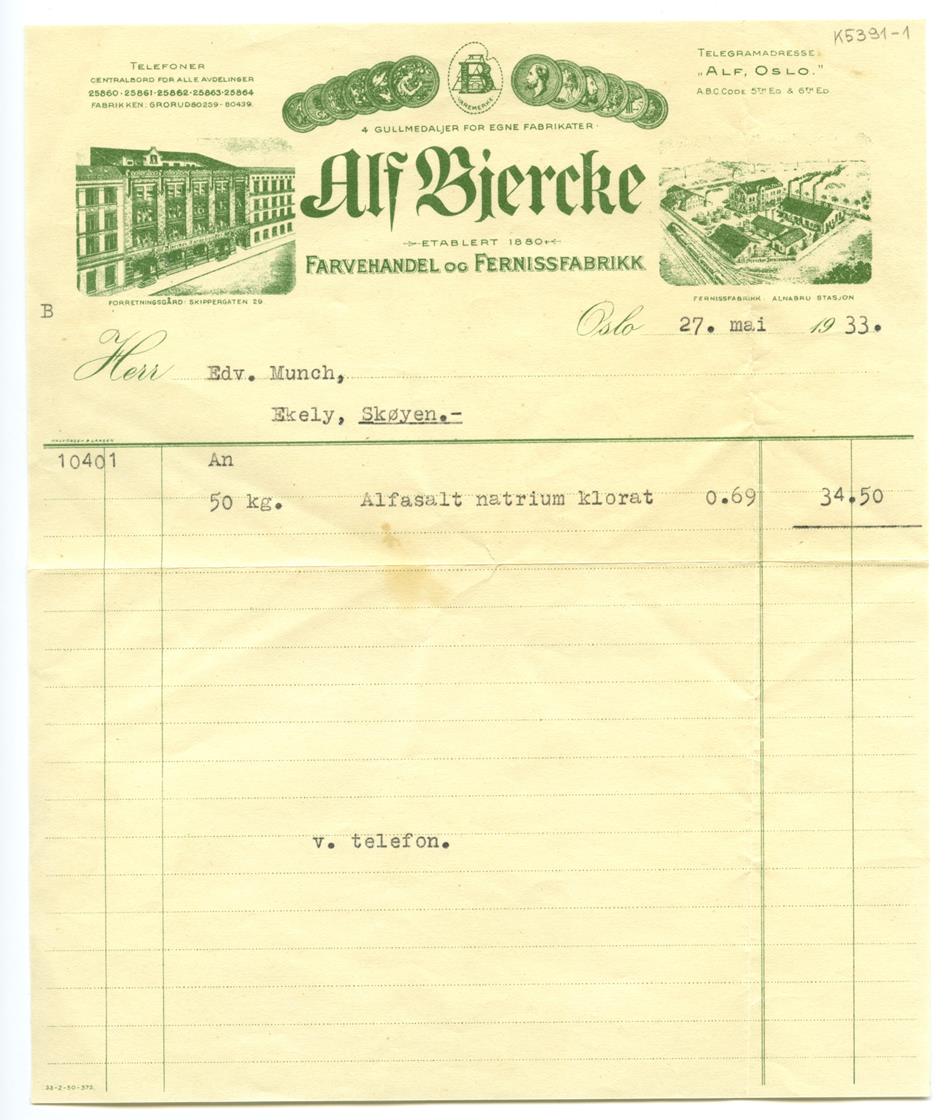 K5391-1
TELEFONER
CENTRALBORD FOR ALLE AVDELINGER
25860·25861·25862·25863·25864
FABRIKKEN: GRORUD 80259 - 80439.
B
VAREMERKE
TELEGRAMADRESSE:
„ALF, OSLO."
A.B.C. CODE 5TH ED & 6TH ED
4 GULLMEDALJER FOR EGNE FABRIKATER
Alf Bjercke
ETABLERT 1880
FARVEHANDEL OG FERNISSFABRIKK
FORRETNINGSGÅRD: SKIPPERGATEN 29
FERNISSFABRIKK: ALNABRU STASJON
B
Oslo 27. mai 1933.
Herr Edv. Munch,
Ekely, Skøyen.-
HALVORSEN & LARSEN
10401 An
50 kg. Alfasalt natrium klorat 0.69 34.50
v. telefon.